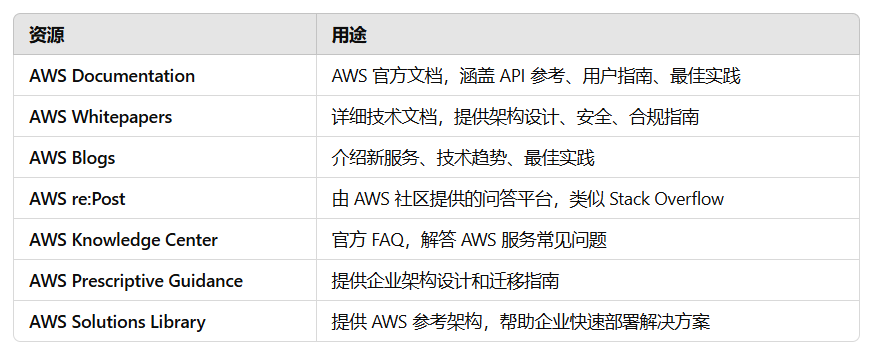 资源 用途
AWS Documentation AWS 官方文档，涵盖 API 参考、用户指南、最佳实践
AWS Whitepapers 详细技术文档，提供架构设计、安全、合规指南
AWS Blogs 介绍新服务、技术趋势、最佳实践
AWS re:Post 由 AWS 社区提供的问答平台，类似 Stack Overflow
AWS Knowledge Center 官方 FAQ，解答 AWS 服务常见问题
AWS Prescriptive Guidance 提供企业架构设计和迁移指南
AWS Solutions Library 提供 AWS 参考架构，帮助企业快速部署解决方案